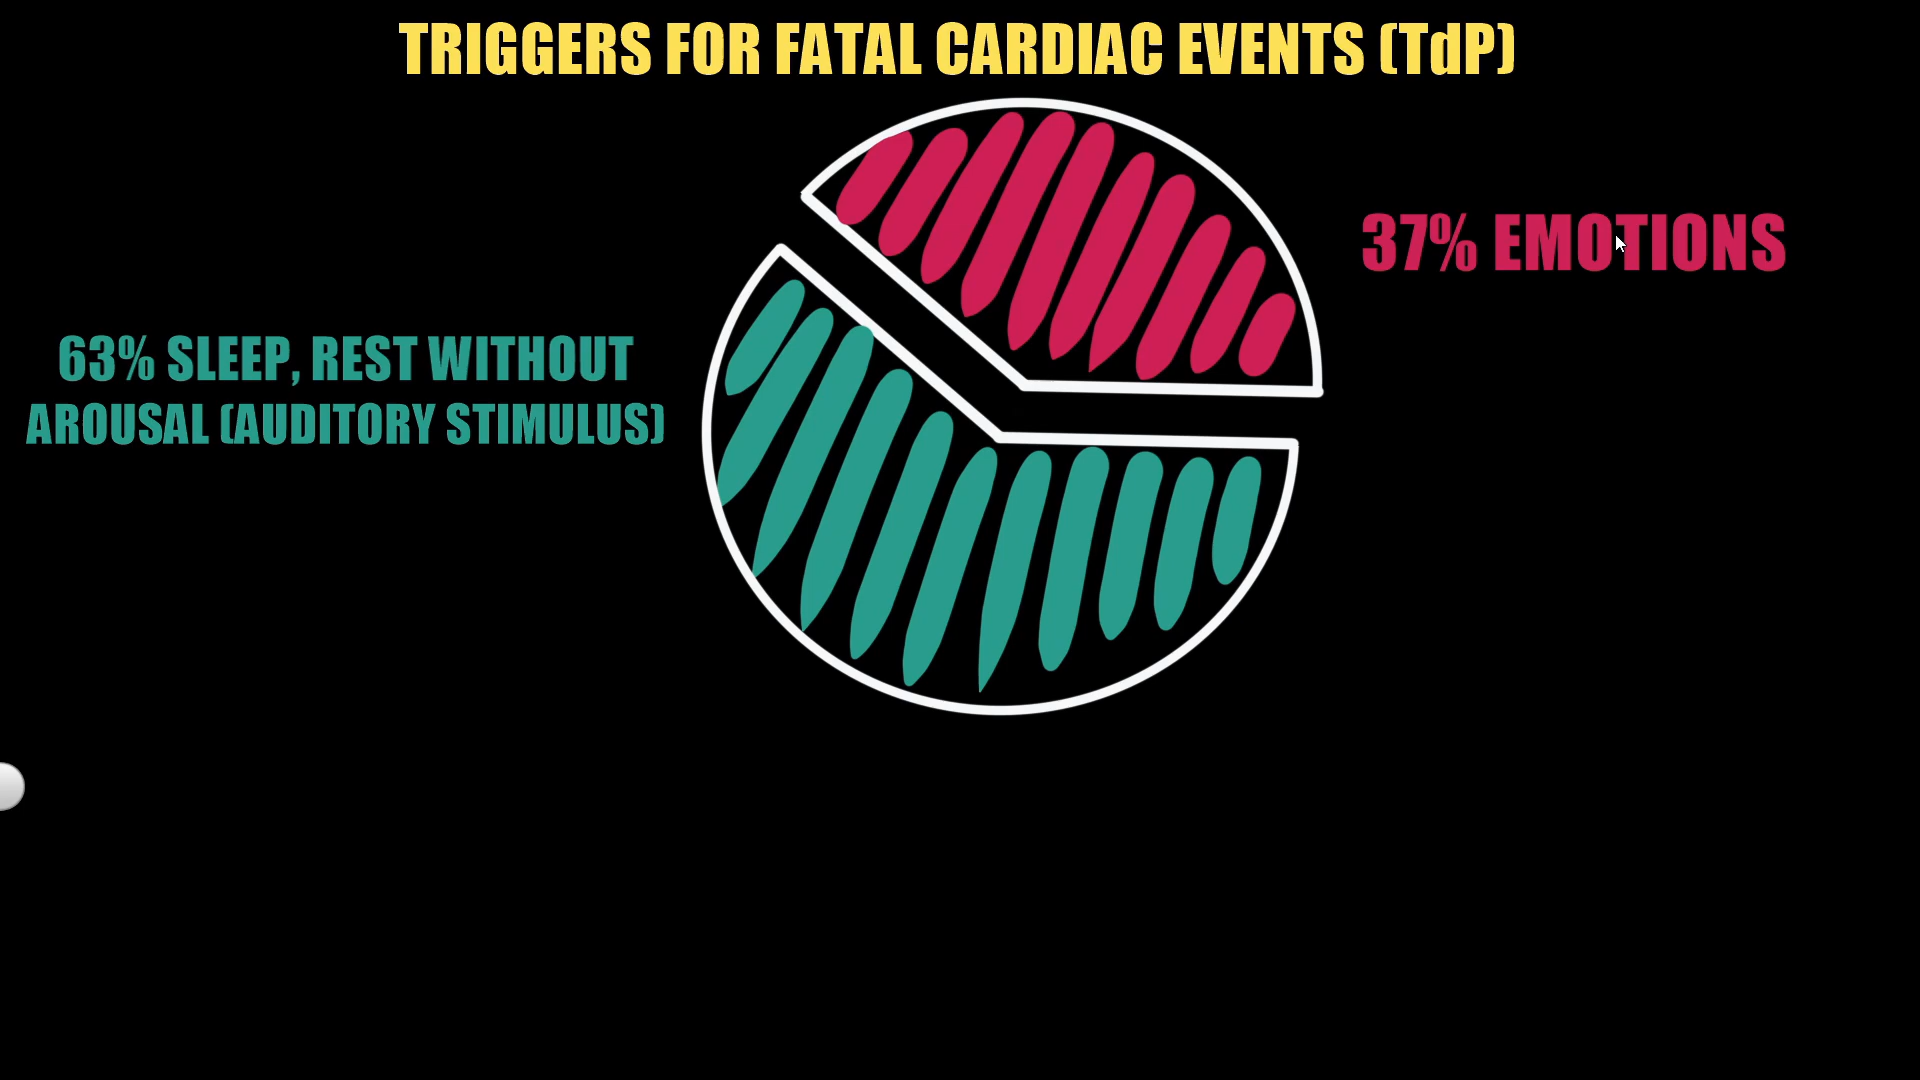 TRIGGERS FOR FATAL CARDIAC EVENTS (TdP)
37% EMOTIONS
63% SLEEP, REST WITHOUT
AROUSAL (AUDITORY STIMULUS)